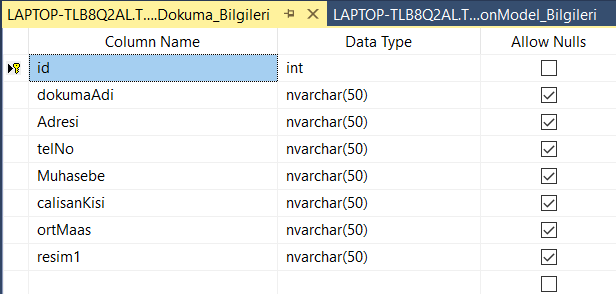 LAPTOP-TLB8Q2AL.T....Dokuma_Bilgileri LAPTOP-TLB8Q2AL.T...onModel_Bilgileri
Column Name Data Type Allow Nulls
id int
dokumaAdi nvarchar(50)
Adresi nvarchar(50)
telNo nvarchar(50)
Muhasebe nvarchar(50)
calisanKisi nvarchar(50)
ortMaas nvarchar(50)
resim1 nvarchar(50)